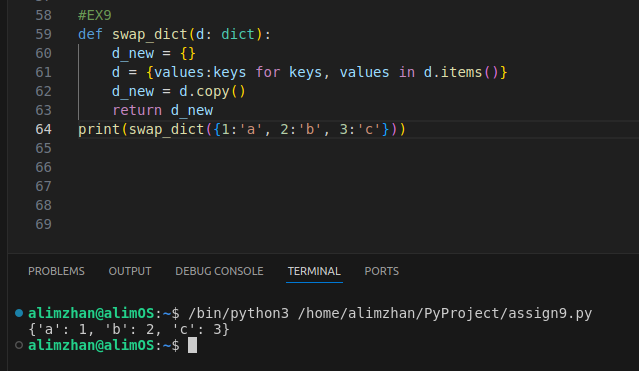 58 #EX9
59 def swap_dict(d: dict):
60     d_new = {}
61     d = {values:keys for keys, values in d.items()}
62     d_new = d.copy()
63     return d_new
64 print(swap_dict({1:'a', 2:'b', 3:'c'}))
65
66
67
68
69
PROBLEMS OUTPUT DEBUG CONSOLE TERMINAL PORTS
alimzhan@alimOS:~$ /bin/python3 /home/alimzhan/PyProject/assign9.py
{'a': 1, 'b': 2, 'c': 3}
alimzhan@alimOS:~$